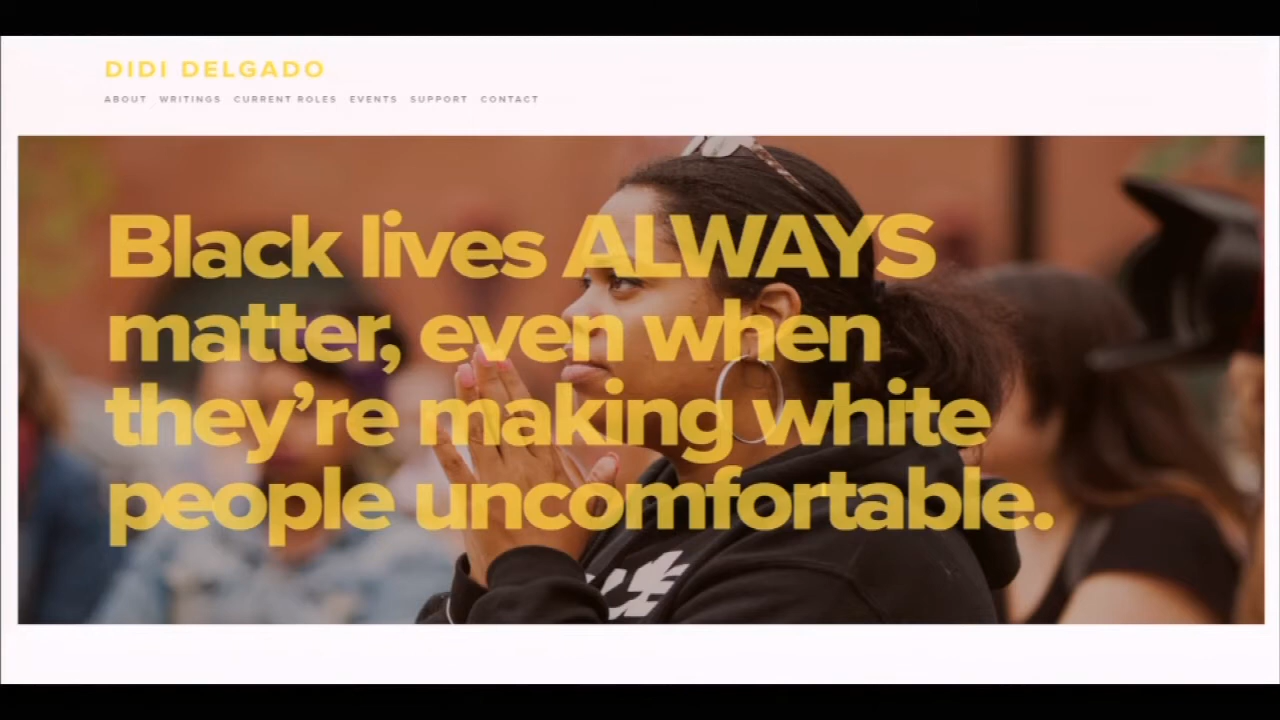 DIDI DELGADO
ABOUT WRITINGS CURRENT ROLES EVENTS SUPPORT CONTACT
Black lives ALWAYS
matter, even when
they’re making white
people uncomfortable.